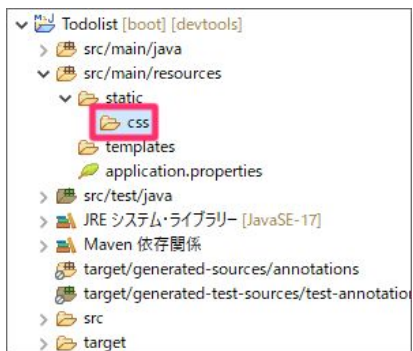 Todolist [boot] [devtools]
src/main/java
src/main/resources
static
css
templates
application.properties
src/test/java
JRE システム・ライブラリー [JavaSE-17]
Maven 依存関係
target/generated-sources/annotations
target/generated-test-sources/test-annotation
src
target